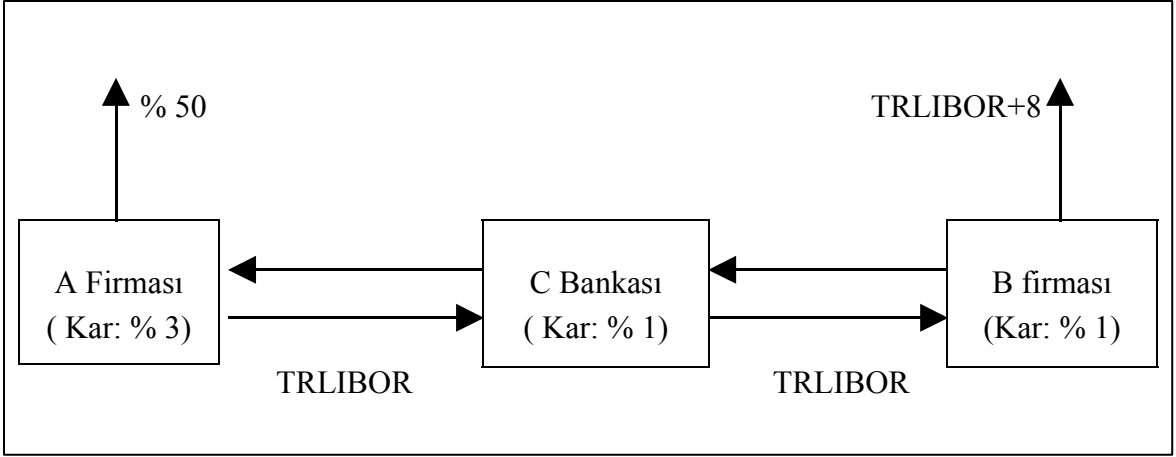 % 50
TRLIBOR+8
A Firması
( Kar: % 3)
C Bankası
( Kar: % 1)
B firması
(Kar: % 1)
TRLIBOR
TRLIBOR